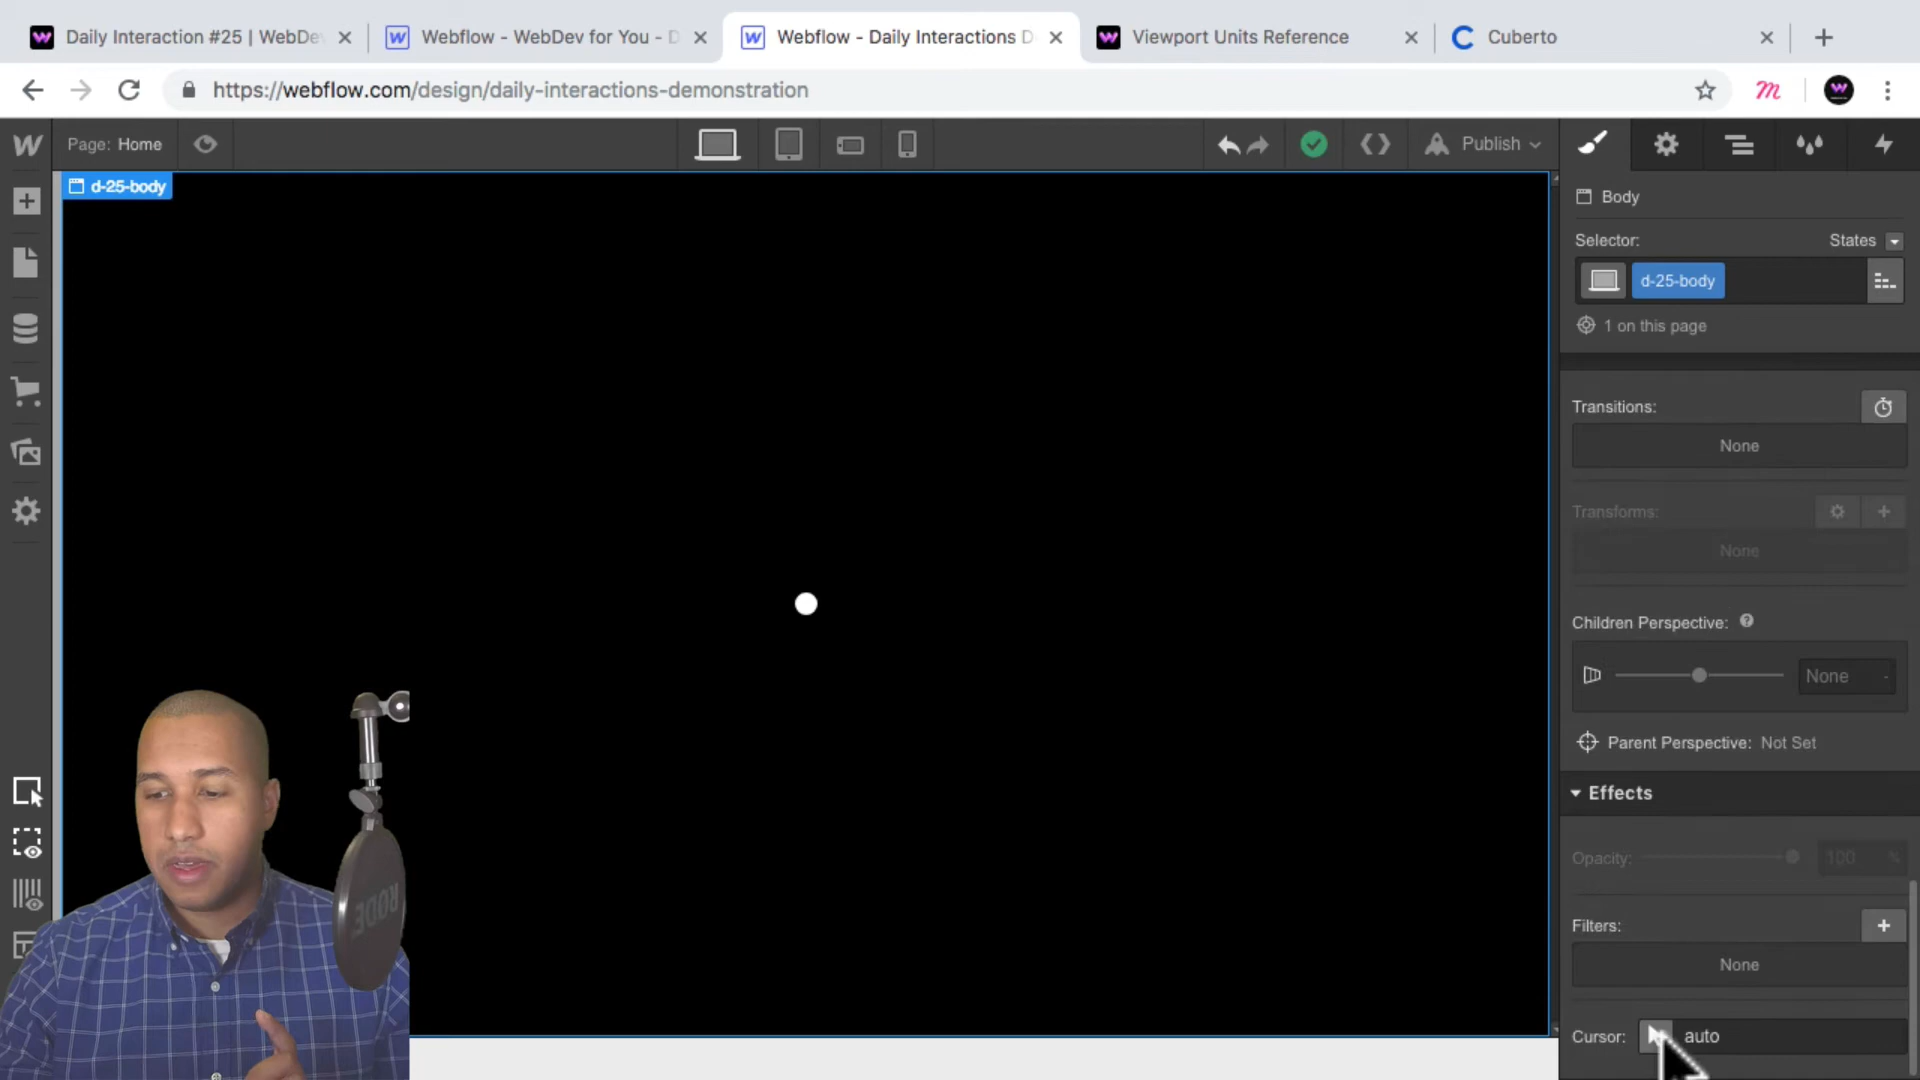 Daily Interaction #25 | WebDe
Webflow - WebDev for You - D
Webflow - Daily Interactions D
Viewport Units Reference
Cuberto
https://webflow.com/design/daily-interactions-demonstration
Page: Home
Publish
d-25-body
Body
Selector:
States
d-25-body
1 on this page
Transitions:
None
Transforms:
None
Children Perspective:
None
-
Parent Perspective: Not Set
Effects
Opacity:
100
%
Filters:
None
Cursor:
auto
RODE